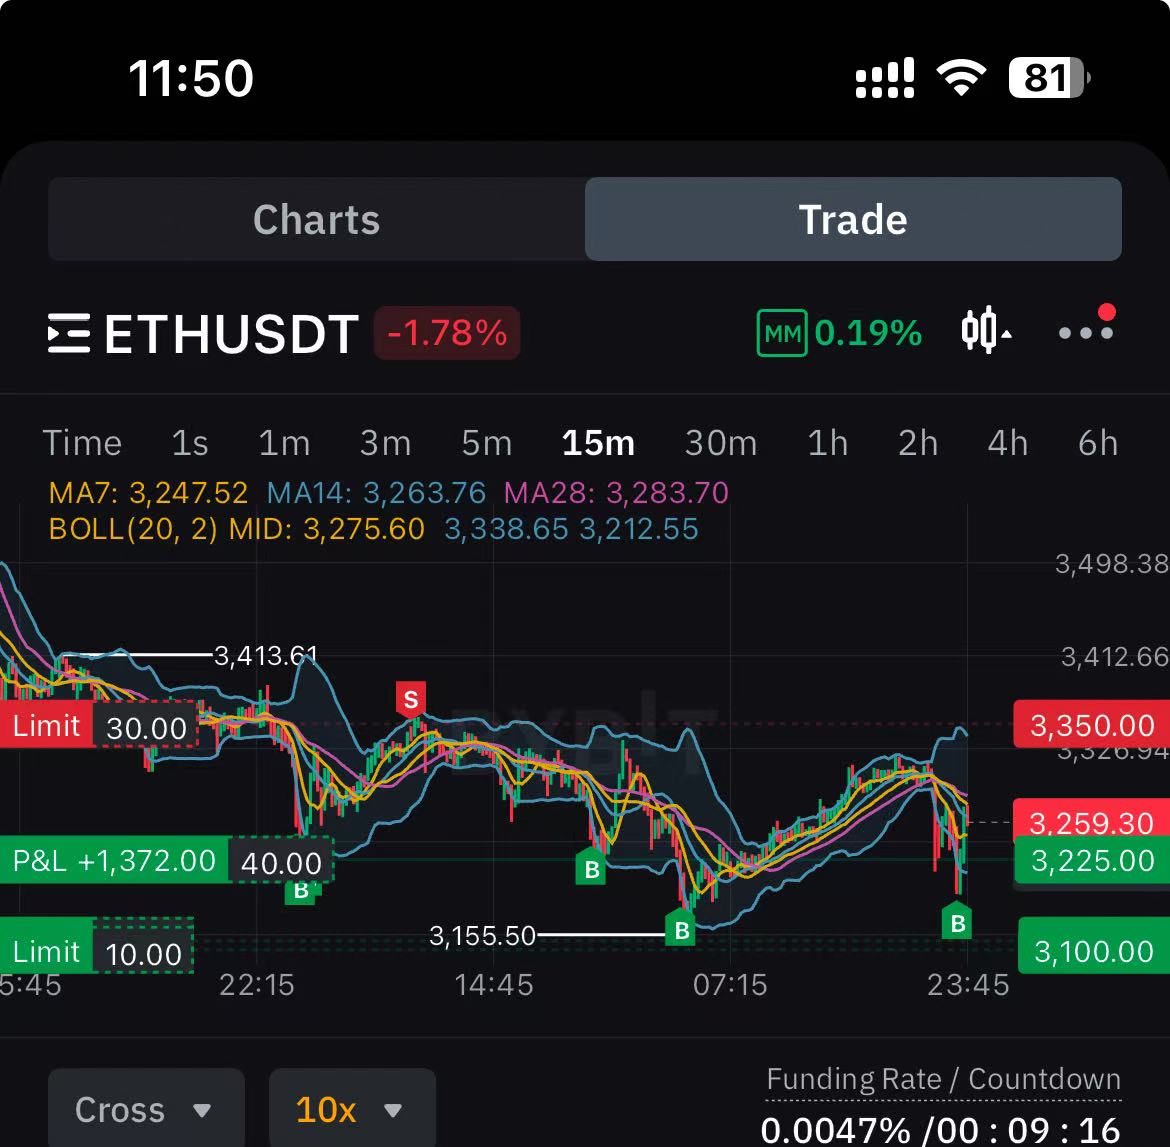 11:50 81
Charts Trade
ETHUSDT -1.78% MM 0.19%
Time 1s 1m 3m 5m 15m 30m 1h 2h 4h 6h
MA7: 3,247.52 MA14: 3,263.76 MA28: 3,283.70
BOLL(20, 2) MID: 3,275.60 3,338.65 3,212.55
3,498.38
3,413.61 3,412.66
S
Limit 30.00 3,350.00
3,326.94
3,259.30
P&L +1,372.00 40.00 3,225.00
B B
B B
3,155.50
Limit 10.00 3,100.00
5:45 22:15 14:45 07:15 23:45
Funding Rate / Countdown
Cross 10x
0.0047% /00 : 09 : 16